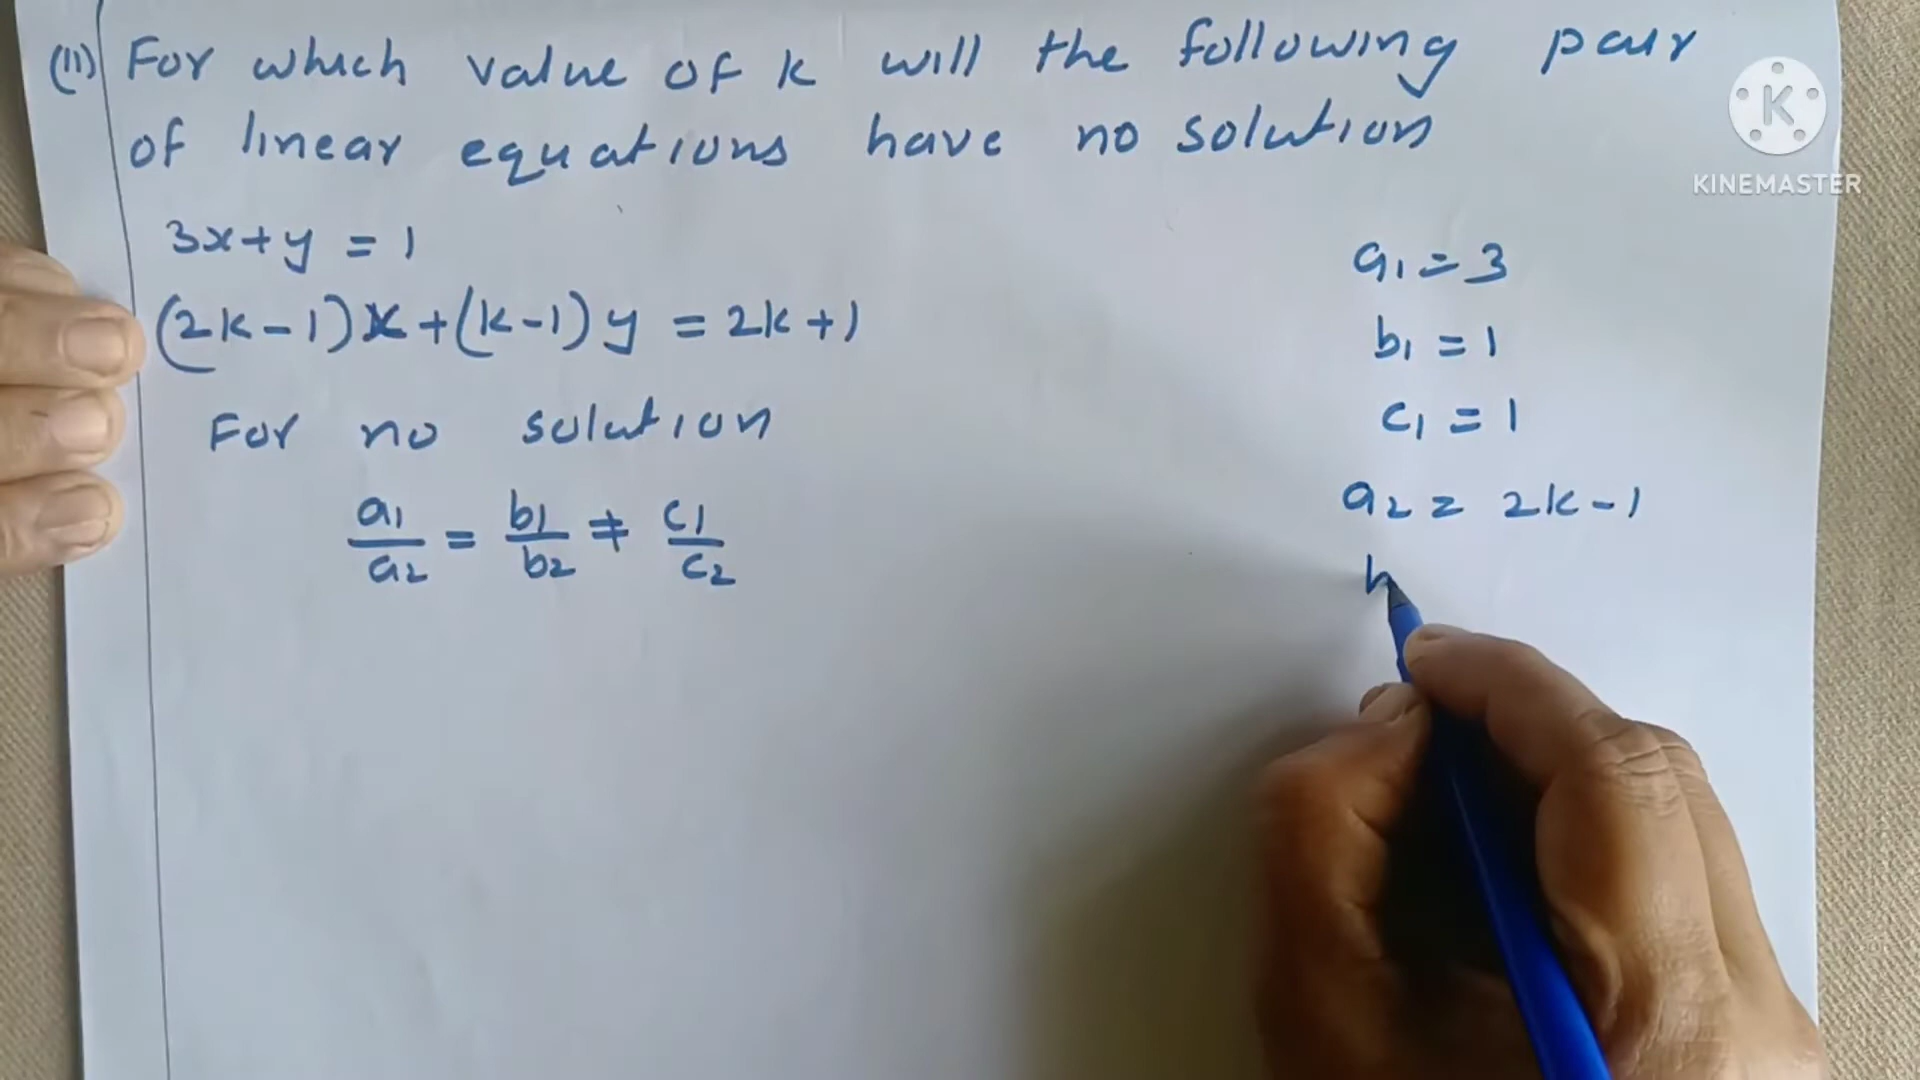 (11) For which value of k will the following pair
of linear equations have no solution
3x+y = 1
(2k-1)x+(k-1)y = 2k+1
For no solution
a1/a2 = b1/b2 ≠ c1/c2
a1 = 3
b1 = 1
c1 = 1
a2 = 2k-1
b
K
KINEMASTER